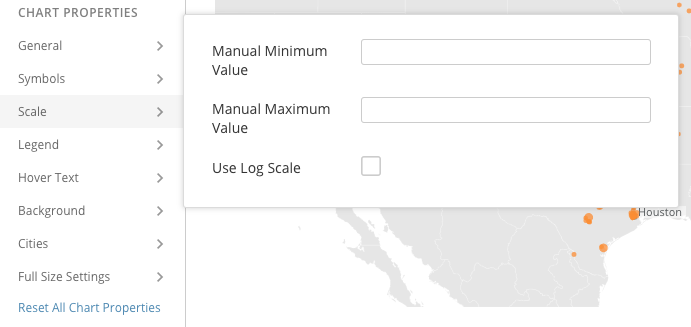 CHART PROPERTIES
General
Symbols
Scale
Legend
Hover Text
Background
Cities
Full Size Settings
Reset All Chart Properties
Manual Minimum
Value
Manual Maximum
Value
Use Log Scale
Houston